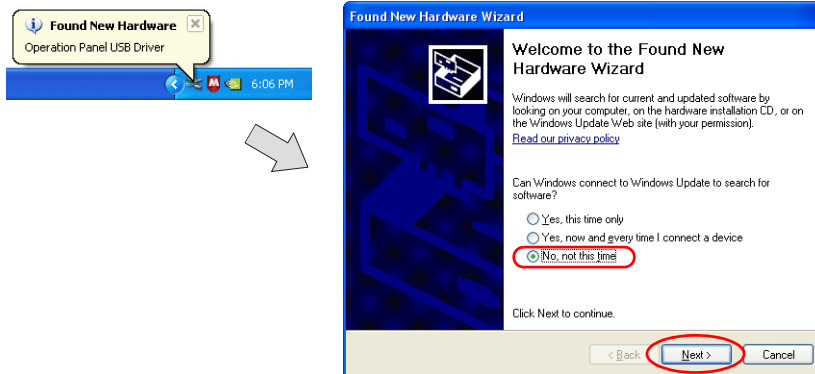 Found New Hardware
Operation Panel USB Driver
6:06 PM
Found New Hardware Wizard
Welcome to the Found New
Hardware Wizard
Windows will search for current and updated software by
looking on your computer, on the hardware installation CD, or on
the Windows Update Web site (with your permission).
Read our privacy policy
Can Windows connect to Windows Update to search for
software?
Yes, this time only
Yes, now and every time I connect a device
No, not this time
Click Next to continue.
< Back
Next >
Cancel